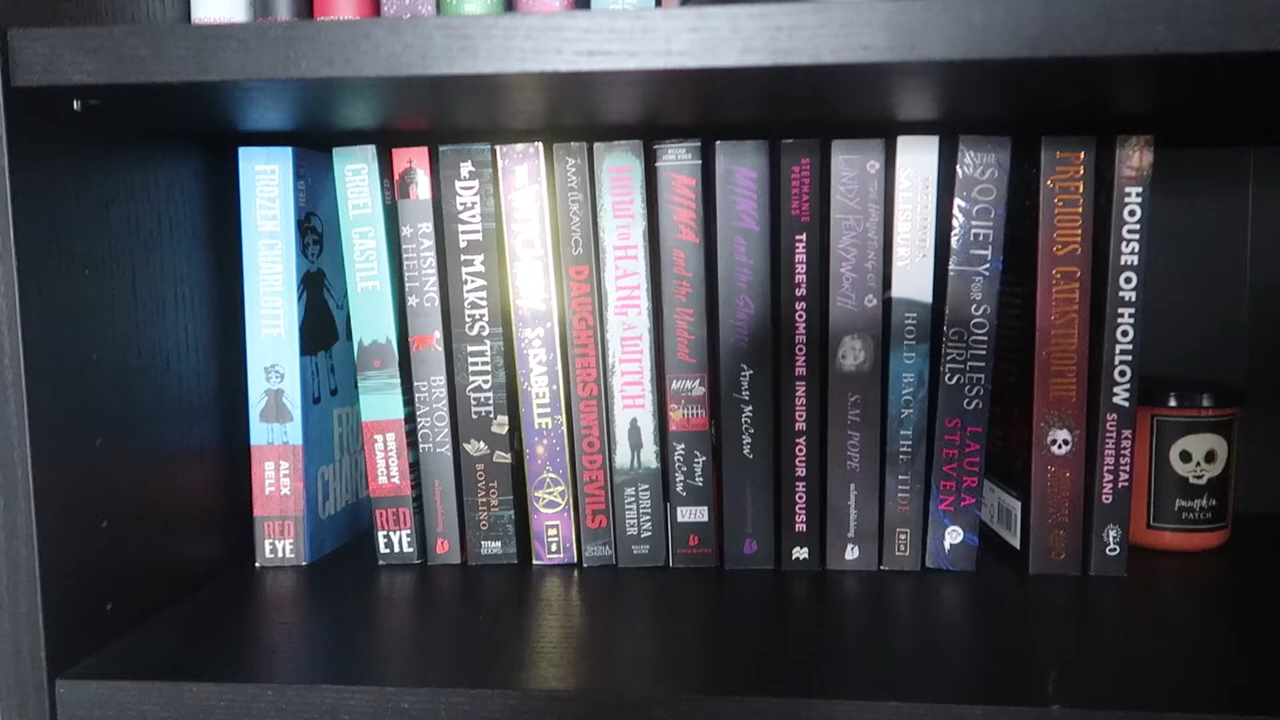 FROZEN CHARLOTTE
ALEX
BELL
RED
EYE
CRUEL CASTLE
BRYONY
PEARCE
RED
EYE
RAISING
HELL
BRYONY
PEARCE
The DEVIL MAKES THREE
TORI
BOVALINO
TITAN
BOOKS
ISABELLE
AMY LUKAVICS
DAUGHTERS UNTO DEVILS
HOW to HANG A WITCH
ADRIANA
MATHER
MINA and the Undead
MINA
Amy
McCaw
VHS
MINA and the Slayers
Amy McCaw
STEPHANIE
PERKINS
THERE'S SOMEONE INSIDE YOUR HOUSE
THE HAUNTING OF
LINDY PENNYWORTH
S.M. POPE
SALISBURY
HOLD BACK THE TIDE
THE
SOCIETY FOR SOULLESS
GIRLS
LAURA
STEVEN
PRECIOUS CATASTROPHE
HOUSE OF HOLLOW
KRYSTAL
SUTHERLAND
pumpkin
PATCH